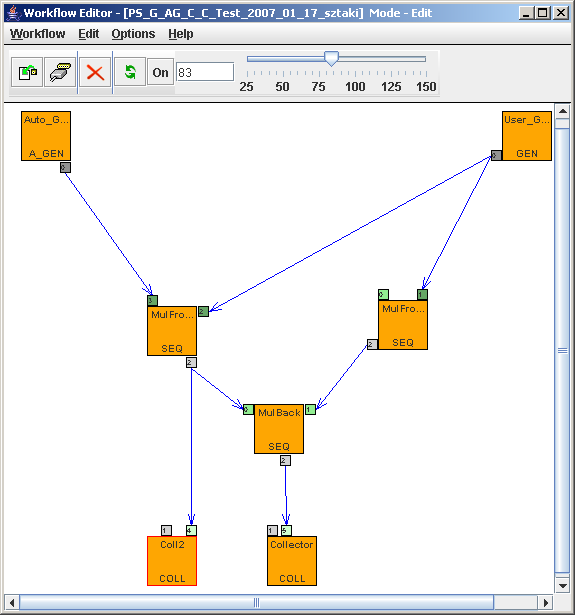 Workflow Editor - [PS_G_AG_C_C_Test_2007_01_17_sztaki] Mode - Edit
Workflow Edit Options Help
On 83
25 50 75 100 125 150
Auto_G... User_G...
A_GEN GEN
0
0
3 2 0 1
MulFro... MulFro...
SEQ SEQ
2 2
0 1
MulBack
SEQ
2
1 4 1 5
Coll2 Collector
COLL COLL